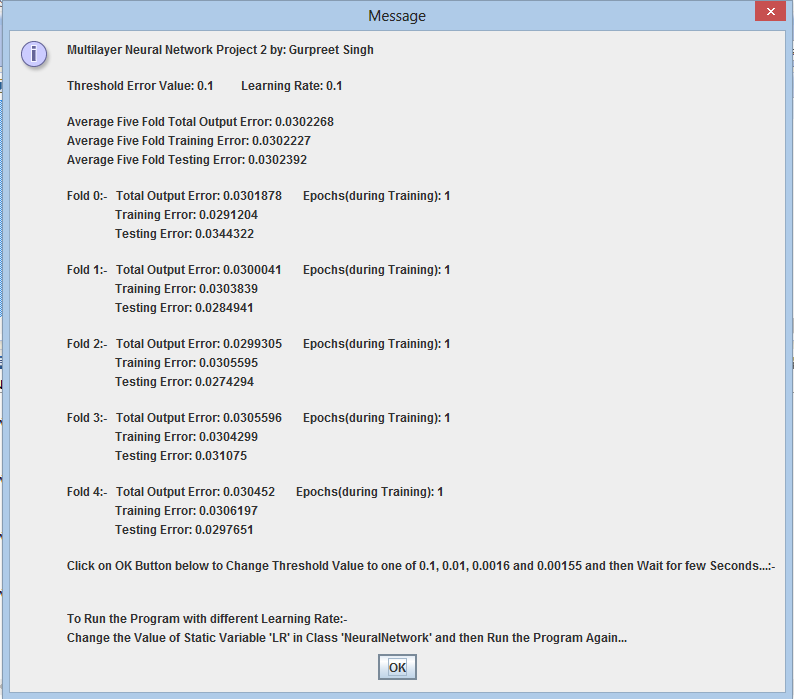 Message
Multilayer Neural Network Project 2 by: Gurpreet Singh
Threshold Error Value: 0.1 Learning Rate: 0.1
Average Five Fold Total Output Error: 0.0302268
Average Five Fold Training Error: 0.0302227
Average Five Fold Testing Error: 0.0302392
Fold 0:- Total Output Error: 0.0301878 Epochs(during Training): 1
Training Error: 0.0291204
Testing Error: 0.0344322
Fold 1:- Total Output Error: 0.0300041 Epochs(during Training): 1
Training Error: 0.0303839
Testing Error: 0.0284941
Fold 2:- Total Output Error: 0.0299305 Epochs(during Training): 1
Training Error: 0.0305595
Testing Error: 0.0274294
Fold 3:- Total Output Error: 0.0305596 Epochs(during Training): 1
Training Error: 0.0304299
Testing Error: 0.031075
Fold 4:- Total Output Error: 0.030452 Epochs(during Training): 1
Training Error: 0.0306197
Testing Error: 0.0297651
Click on OK Button below to Change Threshold Value to one of 0.1, 0.01, 0.0016 and 0.00155 and then Wait for few Seconds...:-
To Run the Program with different Learning Rate:-
Change the Value of Static Variable 'LR' in Class 'NeuralNetwork' and then Run the Program Again...
OK